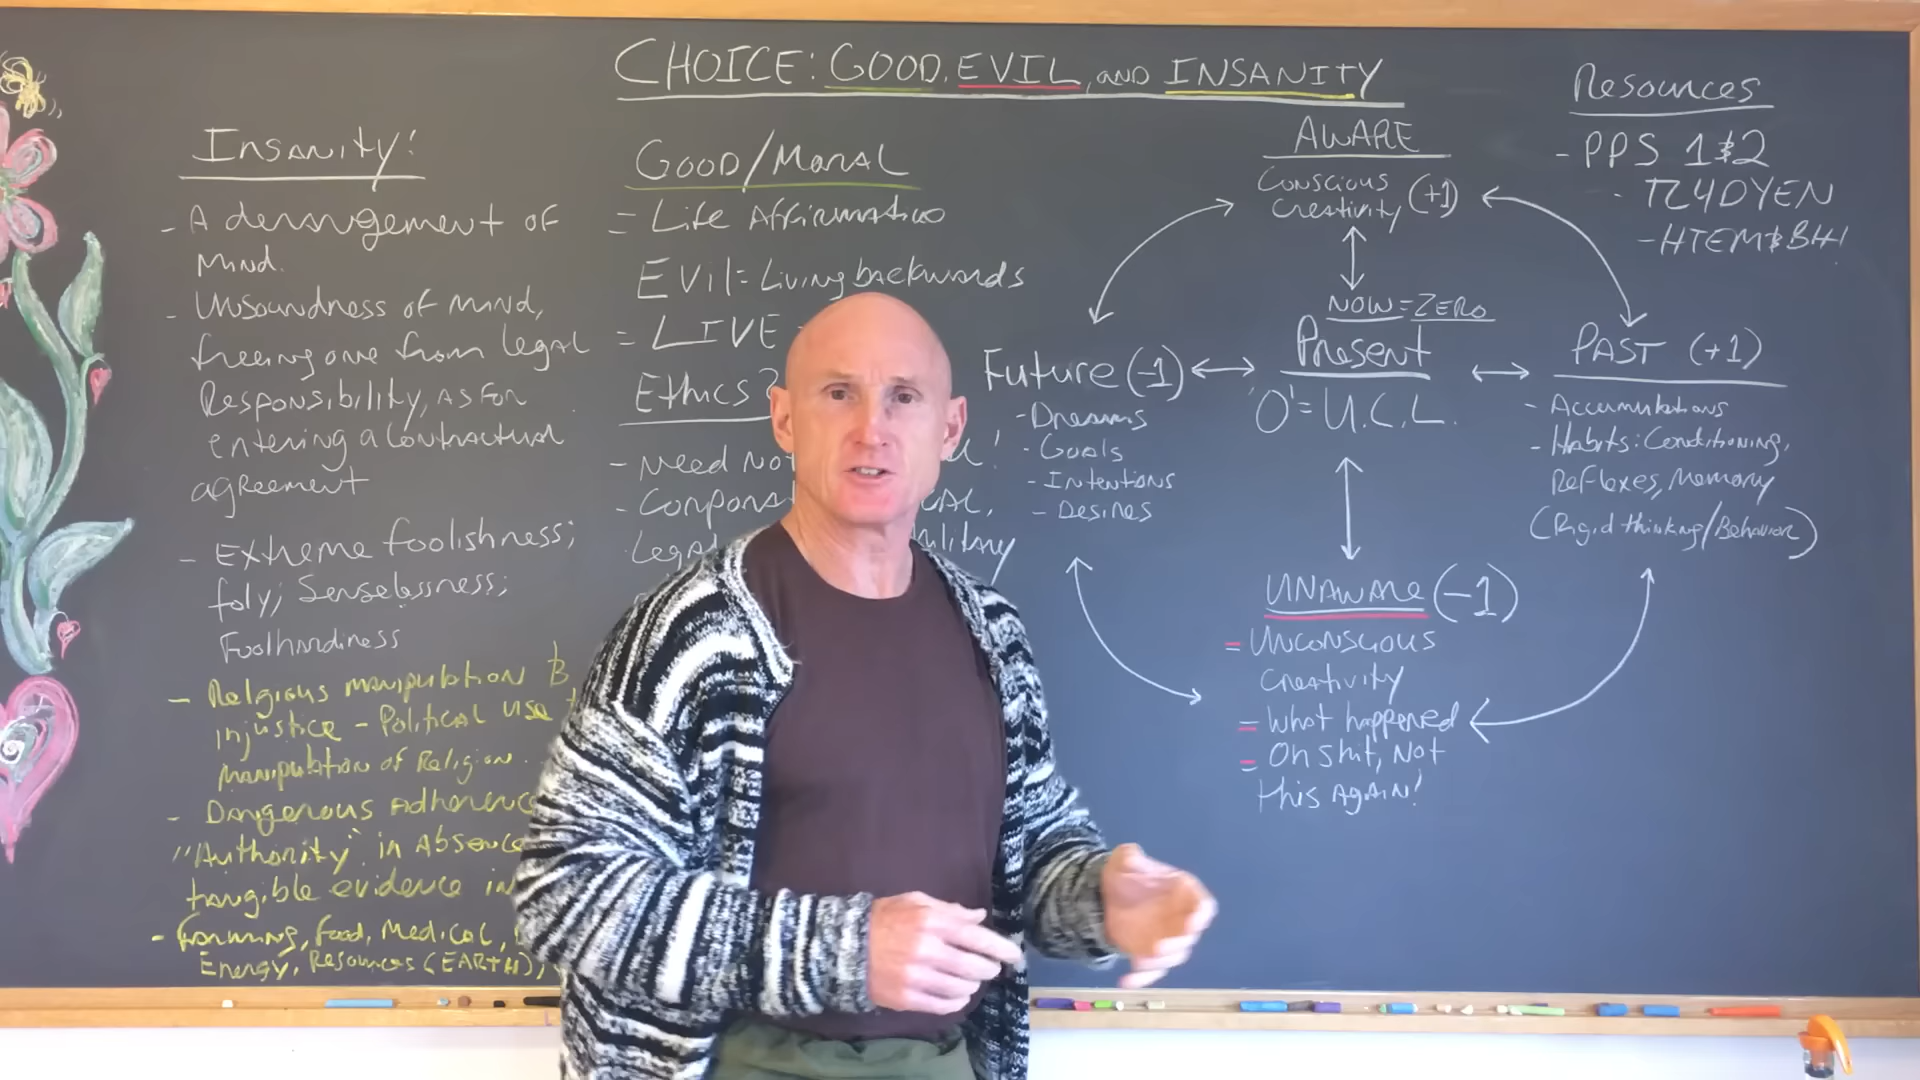 CHOICE: GOOD, EVIL, AND INSANITY
Insanity!
- A derangement of
Mind.
- Unsoundness of mind,
freeing one from legal
Responsibility, as for
entering a contractual
agreement
- Extreme foolishness;
foly; Senselessness;
Foolhardiness
- Religious manipulation
injustice - Political use
manipulation of Religion.
- Dangerous Adherence
"Authority" in Absence
tangible evidence in
- Farming, Food, Medical,
Energy, Resources (EARTH),
GOOD/MORAL
= Life Affirmative
Evil = Living backwards
= LIVE
Ethics?
- Need Not
- Corporat
Legal Military
AWARE
Conscious
Creativity (+1)
NOW = ZERO
Present
O' = U.C.L.
Future (-1)
- Dreams
- Goals
- Intentions
- Desires
PAST (+1)
- Accumulations
- Habits: Conditioning,
Reflexes, Memory
(Rigid thinking/Behavior)
UNAWARE (-1)
= Unconscious
Creativity
= What happened
= Oh Shit, Not
this AGAIN!
Resources
- PPS 1&2
- TL4DYEN
- HTEM&BH!